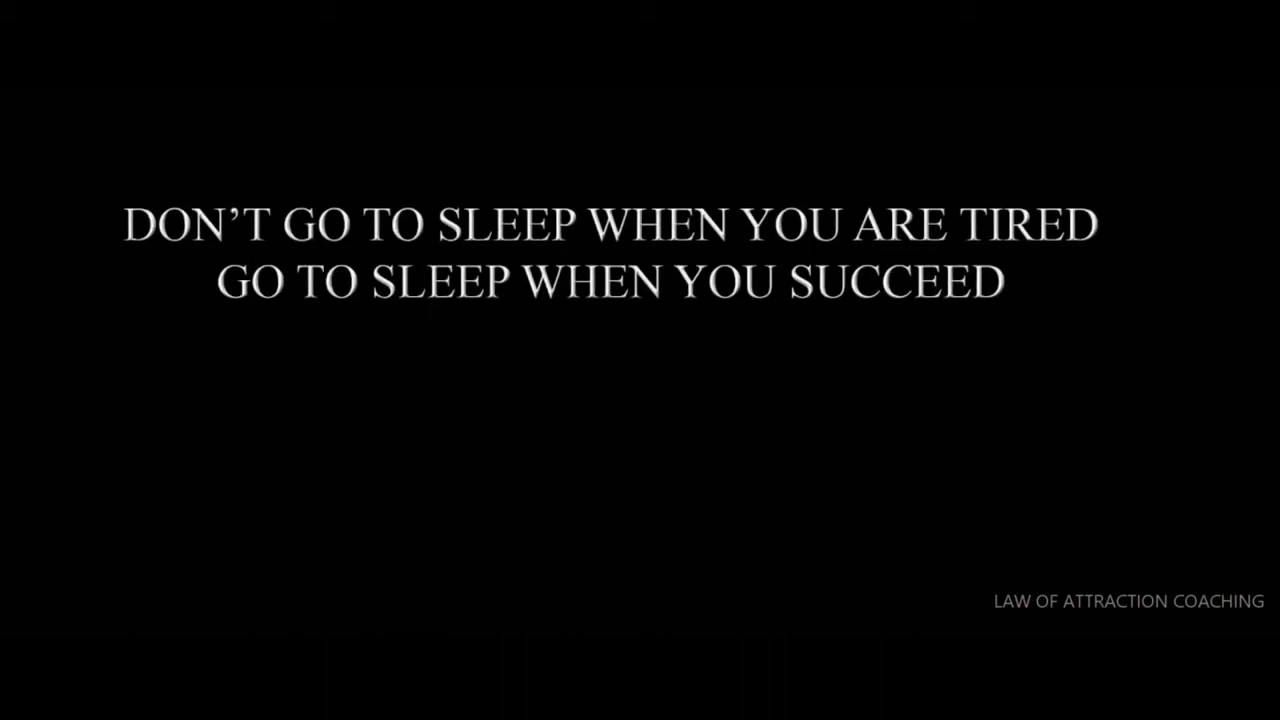 DON’T GO TO SLEEP WHEN YOU ARE TIRED
GO TO SLEEP WHEN YOU SUCCEED
LAW OF ATTRACTION COACHING